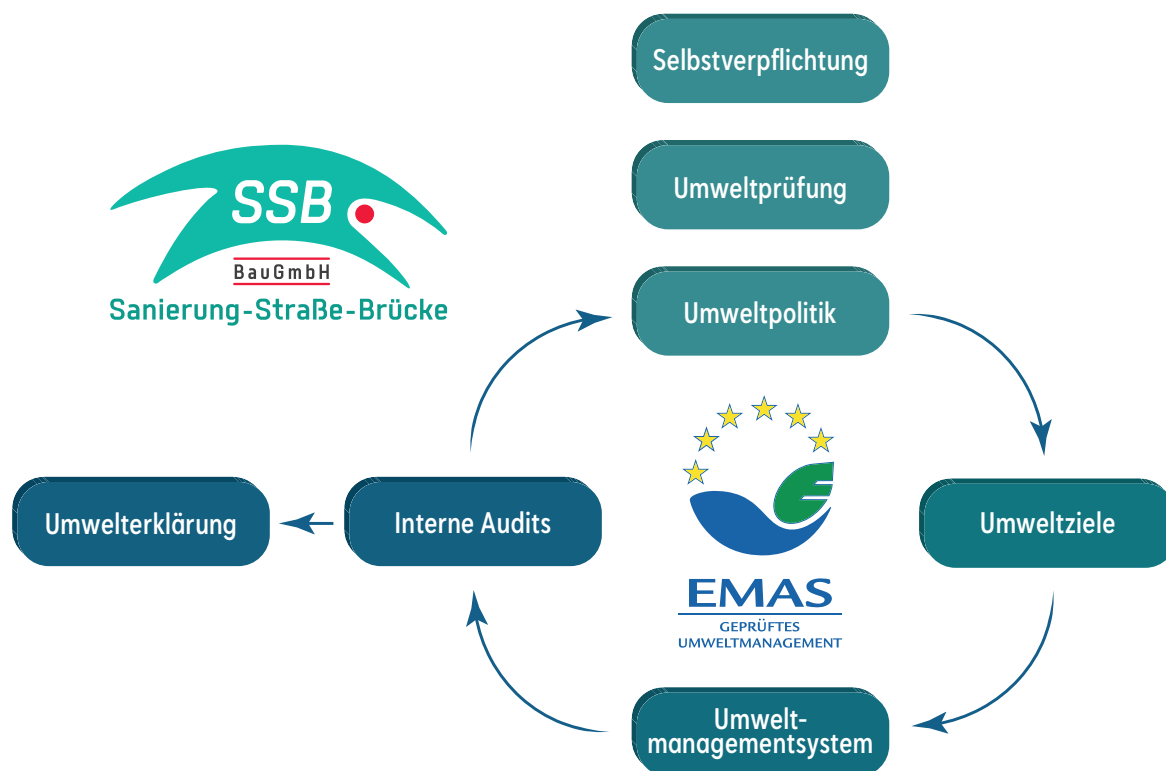 Selbstverpflichtung
Umweltprüfung
SSB
BauGmbH
Sanierung-Straße-Brücke
Umweltpolitik
Umwelterklärung
Interne Audits
Umweltziele
EMAS
GEPRÜFTES
UMWELTMANAGEMENT
Umwelt-
managementsystem